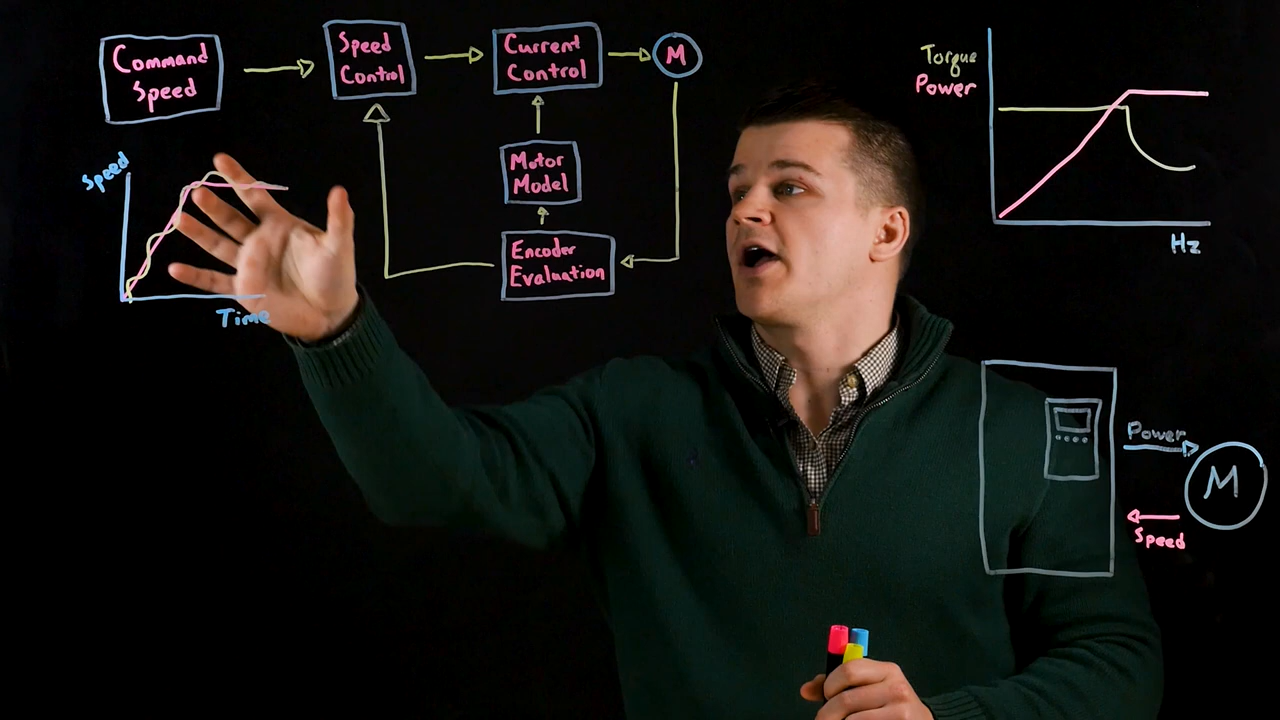 Command
Speed
Speed
Control
Current
Control
M
Motor
Model
Encoder
Evaluation
Speed
Time
Torque
Power
Hz
Power
M
Speed